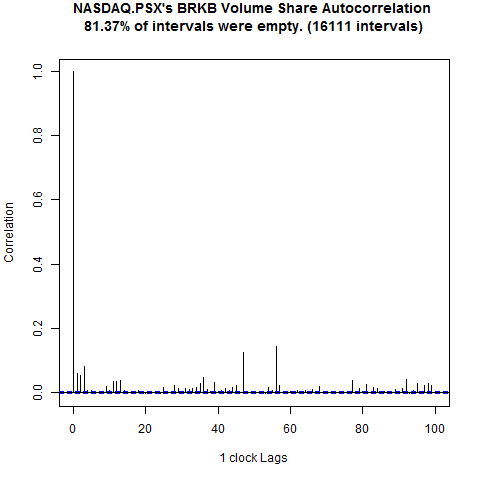 NASDAQ.PSX's BRKB Volume Share Autocorrelation
81.37% of intervals were empty. (16111 intervals)
1.0
0.8
0.6
0.4
0.2
0.0
Correlation
0 20 40 60 80 100
1 clock Lags